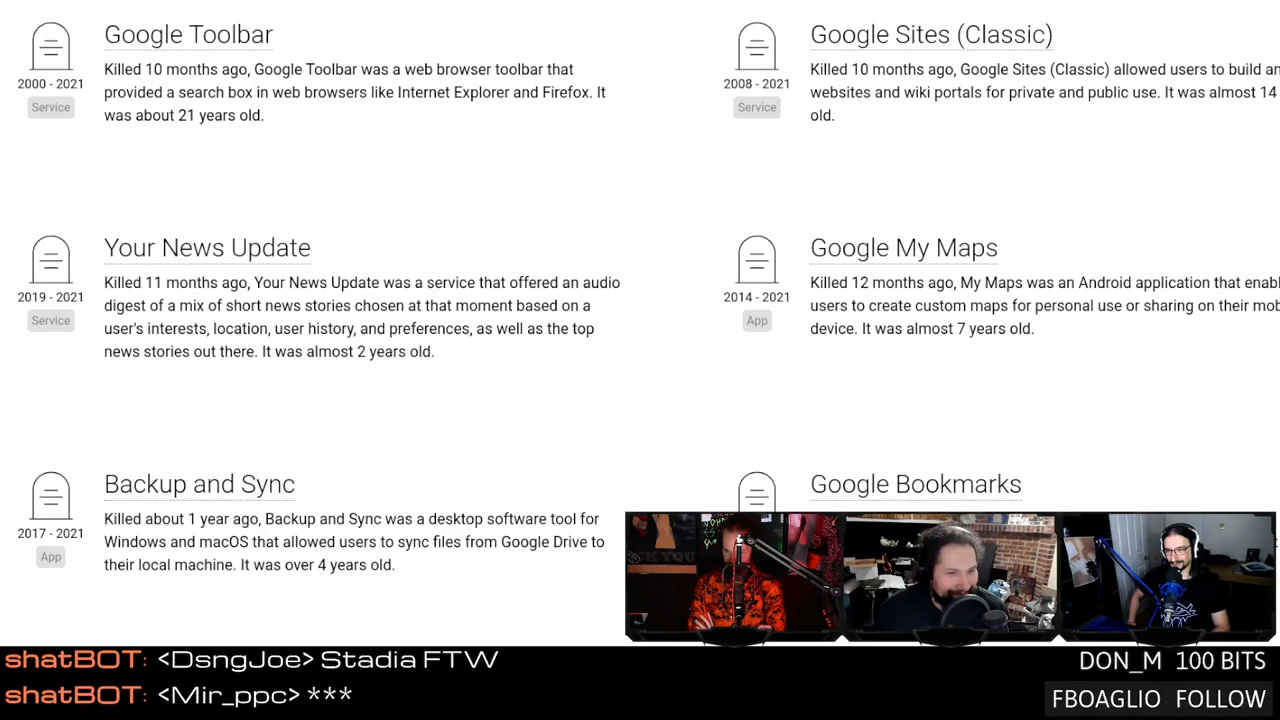 Google Toolbar
Killed 10 months ago, Google Toolbar was a web browser toolbar that
provided a search box in web browsers like Internet Explorer and Firefox. It
was about 21 years old.
2000 - 2021
Service
Google Sites (Classic)
Killed 10 months ago, Google Sites (Classic) allowed users to build an
websites and wiki portals for private and public use. It was almost 14
old.
2008 - 2021
Service
Your News Update
Killed 11 months ago, Your News Update was a service that offered an audio
digest of a mix of short news stories chosen at that moment based on a
user's interests, location, user history, and preferences, as well as the top
news stories out there. It was almost 2 years old.
2019 - 2021
Service
Google My Maps
Killed 12 months ago, My Maps was an Android application that enabl
users to create custom maps for personal use or sharing on their mob
device. It was almost 7 years old.
2014 - 2021
App
Backup and Sync
Killed about 1 year ago, Backup and Sync was a desktop software tool for
Windows and macOS that allowed users to sync files from Google Drive to
their local machine. It was over 4 years old.
2017 - 2021
App
Google Bookmarks
shatBOT: <DsngJoe> Stadia FTW
shatBOT: <Mir_ppc> ***
DON_M 100 BITS
FBOAGLIO FOLLOW